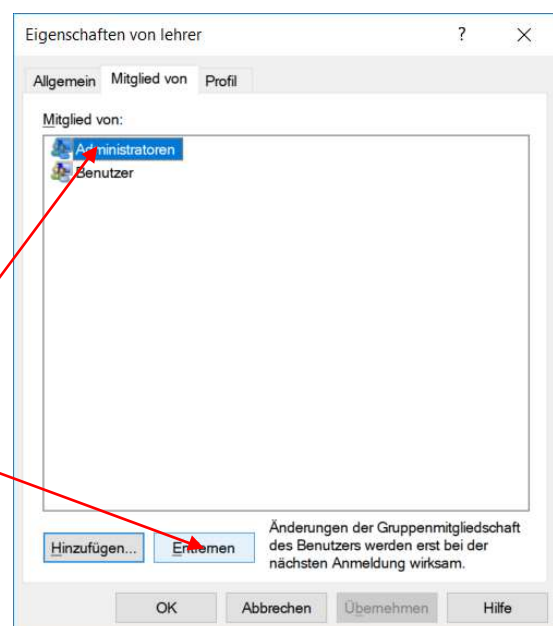 Eigenschaften von lehrer ?
Allgemein Mitglied von Profil
Mitglied von:
Administratoren
Benutzer
Hinzufügen... Entfernen
Änderungen der Gruppenmitgliedschaft
des Benutzers werden erst bei der
nächsten Anmeldung wirksam.
OK Abbrechen Übernehmen Hilfe